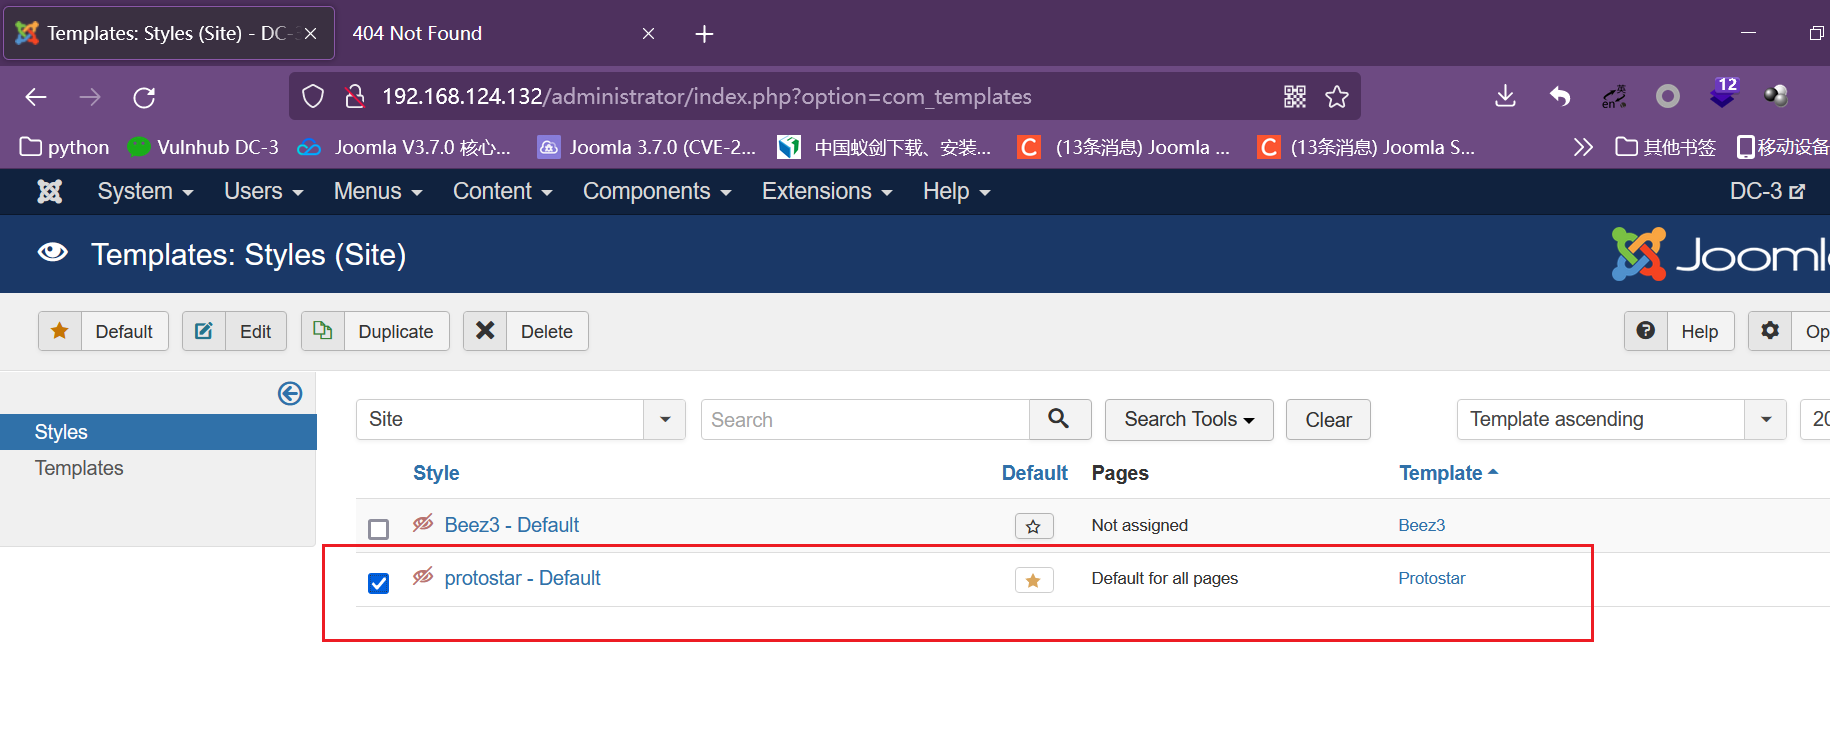 Templates: Styles (Site) - DC-3
404 Not Found
192.168.124.132/administrator/index.php?option=com_templates
英
en
12
python
Vulnhub DC-3
Joomla V3.7.0 核心...
Joomla 3.7.0 (CVE-2...
中国蚁剑下载、安装...
C
(13条消息) Joomla ...
C
(13条消息) Joomla S...
其他书签
移动设备
System
Users
Menus
Content
Components
Extensions
Help
DC-3
Templates: Styles (Site)
Jooml
Default
Edit
Duplicate
Delete
Help
Op
Styles
Templates
Site
Search
Search Tools
Clear
Template ascending
20
Style
Default
Pages
Template
Beez3 - Default
Not assigned
Beez3
protostar - Default
Default for all pages
Protostar